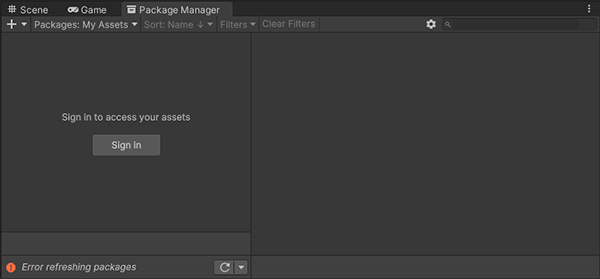 Scene Game Package Manager
Packages: My Assets Sort: Name ↓ Filters Clear Filters
Sign in to access your assets
Sign in
Error refreshing packages